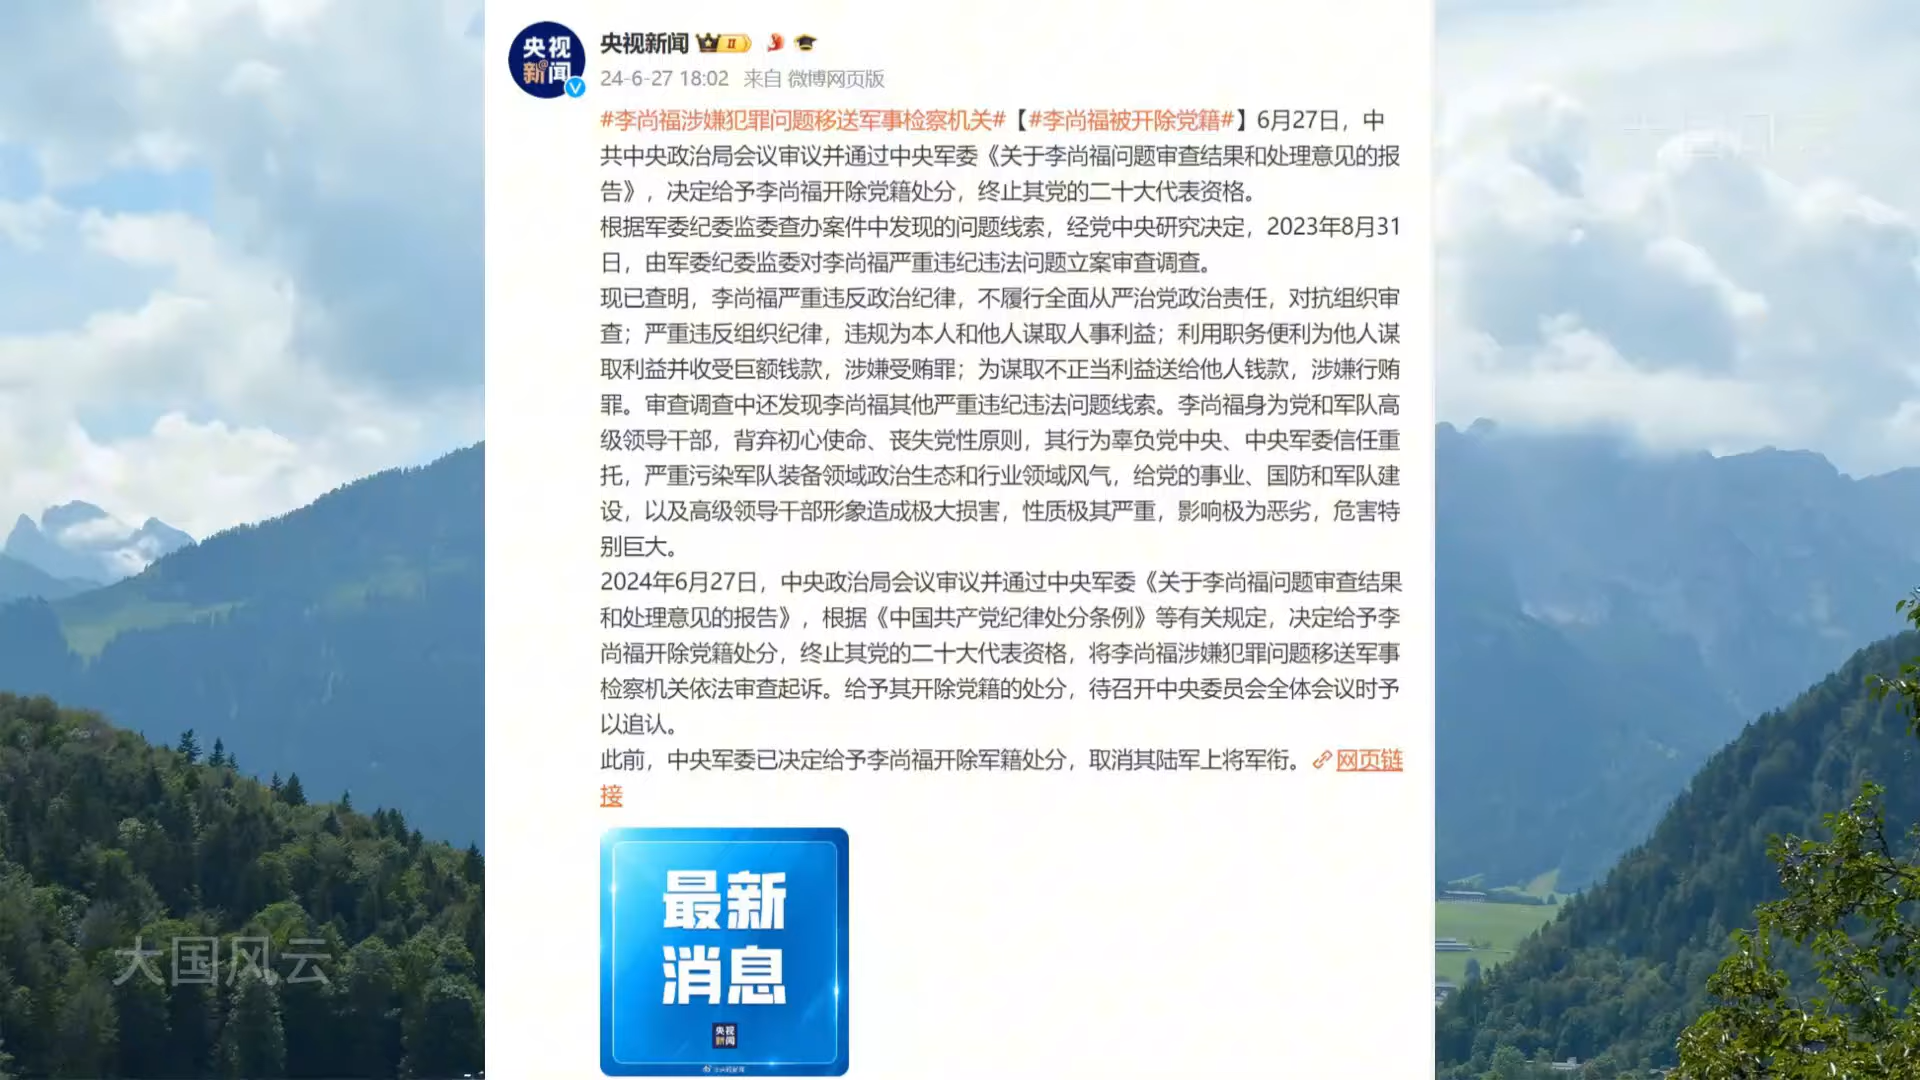 央视新闻
24-6-27 18:02 来自 微博网页版
#李尚福涉嫌犯罪问题移送军事检察机关#【#李尚福被开除党籍#】6月27日，中
共中央政治局会议审议并通过中央军委《关于李尚福问题审查结果和处理意见的报
告》，决定给予李尚福开除党籍处分，终止其党的二十大代表资格。
根据军委纪委监委查办案件中发现的问题线索，经党中央研究决定，2023年8月31
日，由军委纪委监委对李尚福严重违纪违法问题立案审查调查。
现已查明，李尚福严重违反政治纪律，不履行全面从严治党政治责任，对抗组织审
查；严重违反组织纪律，违规为本人和他人谋取人事利益；利用职务便利为他人谋
取利益并收受巨额钱款，涉嫌受贿罪；为谋取不正当利益送给他人钱款，涉嫌行贿
罪。审查调查中还发现李尚福其他严重违纪违法问题线索。李尚福身为党和军队高
级领导干部，背弃初心使命、丧失党性原则，其行为辜负党中央、中央军委信任重
托，严重污染军队装备领域政治生态和行业领域风气，给党的事业、国防和军队建
设，以及高级领导干部形象造成极大损害，性质极其严重，影响极为恶劣，危害特
别巨大。
2024年6月27日，中央政治局会议审议并通过中央军委《关于李尚福问题审查结果
和处理意见的报告》，根据《中国共产党纪律处分条例》等有关规定，决定给予李
尚福开除党籍处分，终止其党的二十大代表资格，将李尚福涉嫌犯罪问题移送军事
检察机关依法审查起诉。给予其开除党籍的处分，待召开中央委员会全体会议时予
以追认。
此前，中央军委已决定给予李尚福开除军籍处分，取消其陆军上将军衔。网页链
接
最新
消息
央视
新闻
大国风云
央视
新闻
大国风云